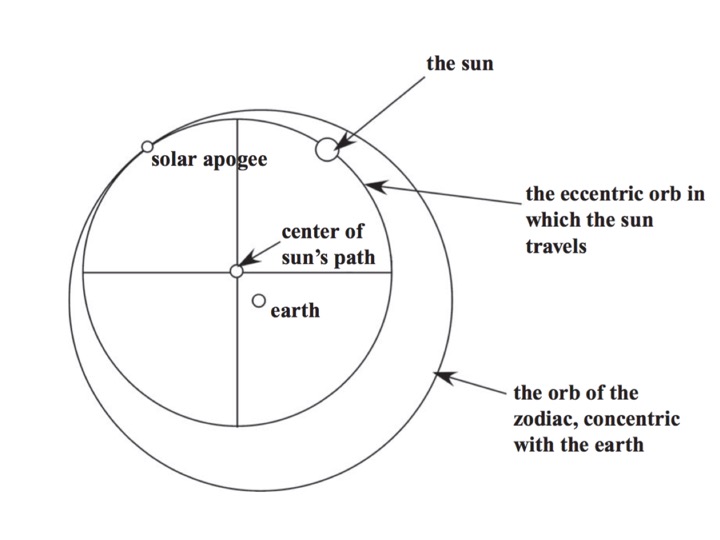 the sun
solar apogee
the eccentric orb in
which the sun
travels
center of
sun's path
earth
the orb of the
zodiac, concentric
with the earth